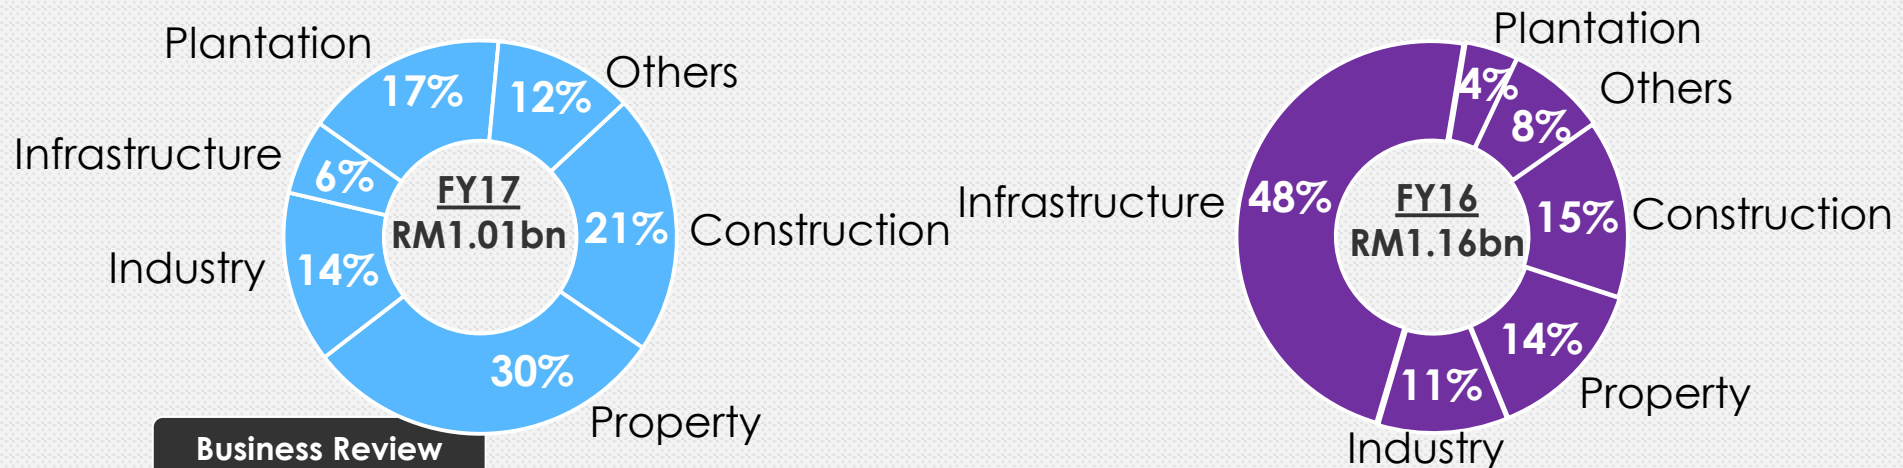 Plantation
17%
12%
Others
Infrastructure
6%
FY17
RM1.01bn
21%
Construction
Industry
14%
30%
Property
Business Review
Plantation
4%
Others
8%
Infrastructure
48%
FY16
RM1.16bn
15%
Construction
14%
Property
11%
Industry